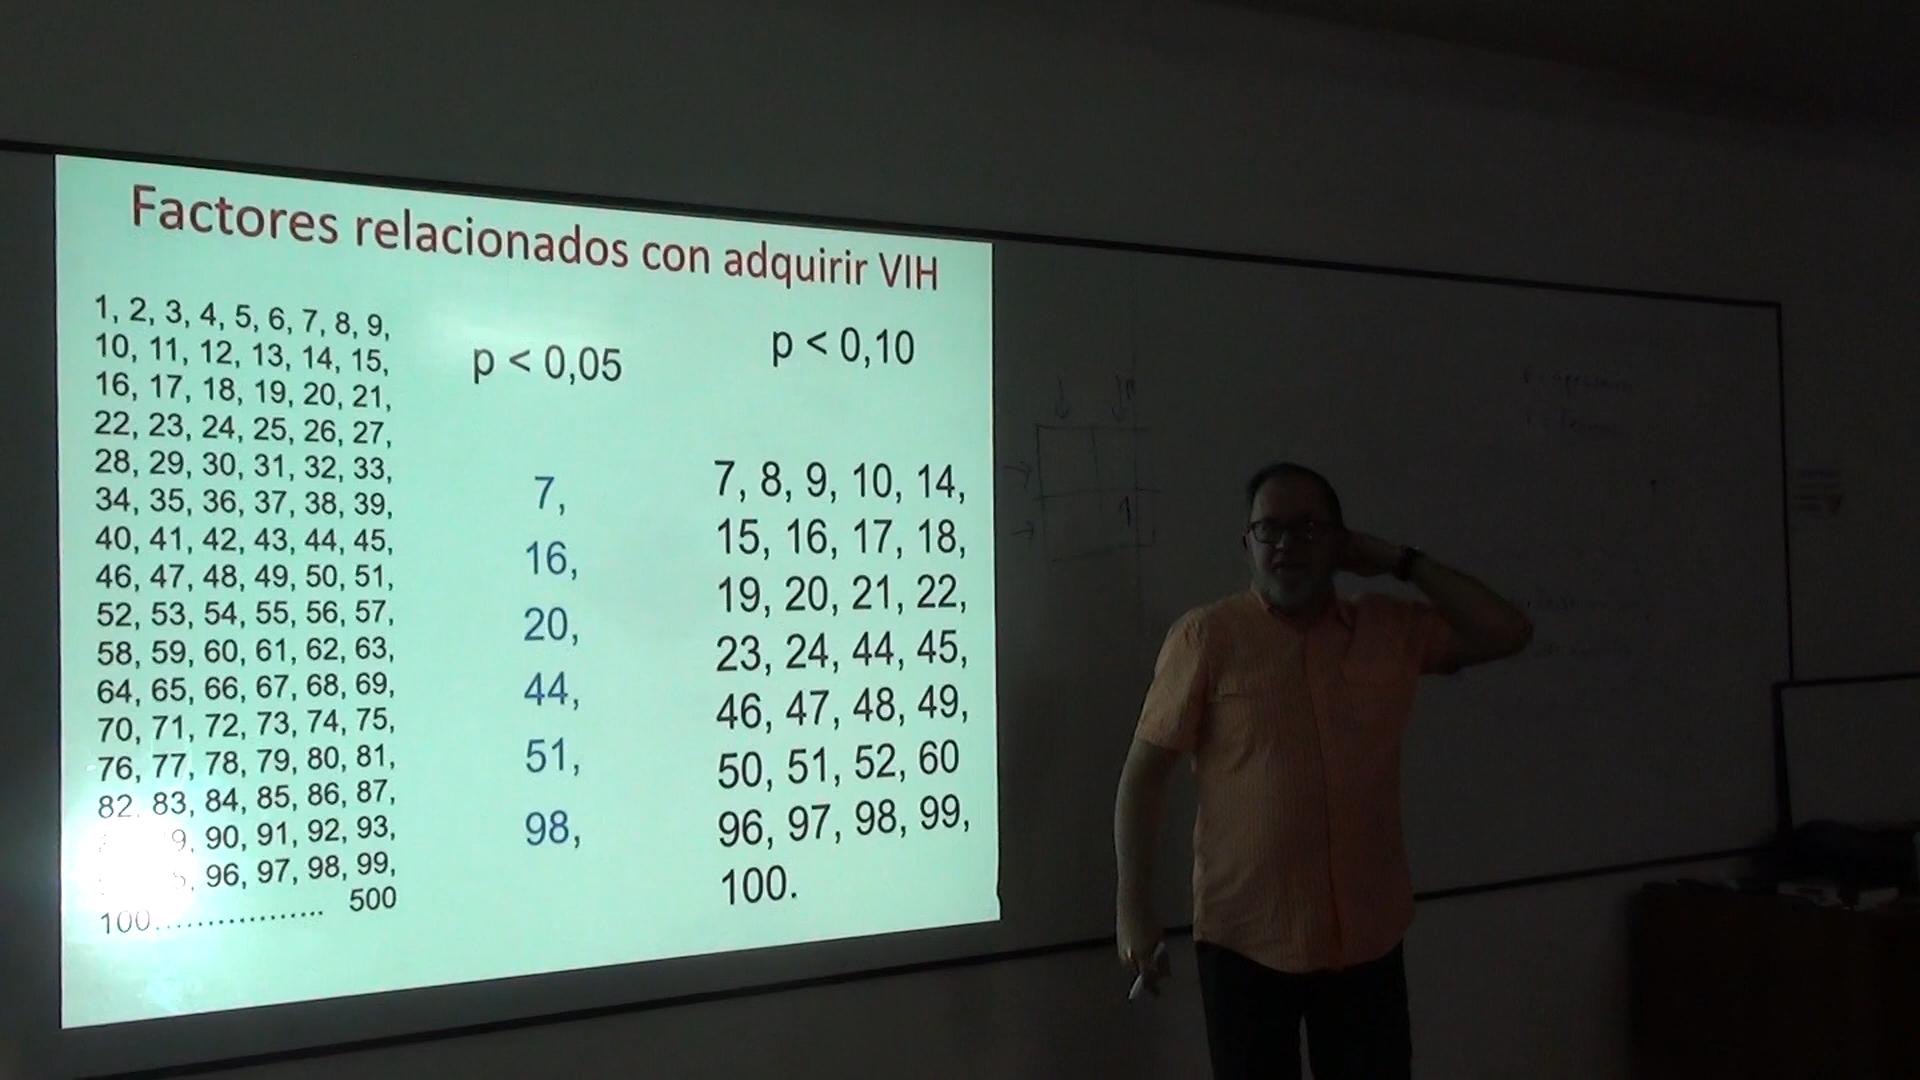 Factores relacionados con adquirir VIH
1, 2, 3, 4, 5, 6, 7, 8, 9,
10, 11, 12, 13, 14, 15,
16, 17, 18, 19, 20, 21,
22, 23, 24, 25, 26, 27,
28, 29, 30, 31, 32, 33,
34, 35, 36, 37, 38, 39,
40, 41, 42, 43, 44, 45,
46, 47, 48, 49, 50, 51,
52, 53, 54, 55, 56, 57,
58, 59, 60, 61, 62, 63,
64, 65, 66, 67, 68, 69,
70, 71, 72, 73, 74, 75,
76, 77, 78, 79, 80, 81,
82, 83, 84, 85, 86, 87,
90, 91, 92, 93,
96, 97, 98, 99,
100.................. 500
p < 0,05
7,
16,
20,
44,
51,
98,
p < 0,10
7, 8, 9, 10, 14,
15, 16, 17, 18,
19, 20, 21, 22,
23, 24, 44, 45,
46, 47, 48, 49,
50, 51, 52, 60
96, 97, 98, 99,
100.